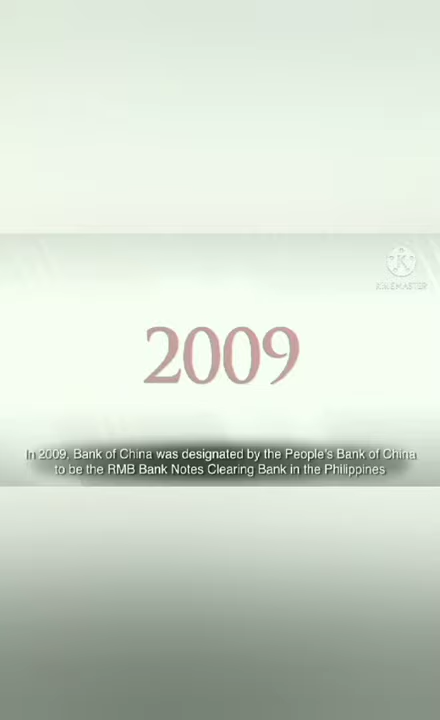 KINEMASTER
2009
In 2009, Bank of China was designated by the People's Bank of China
to be the RMB Bank Notes Clearing Bank in the Philippines